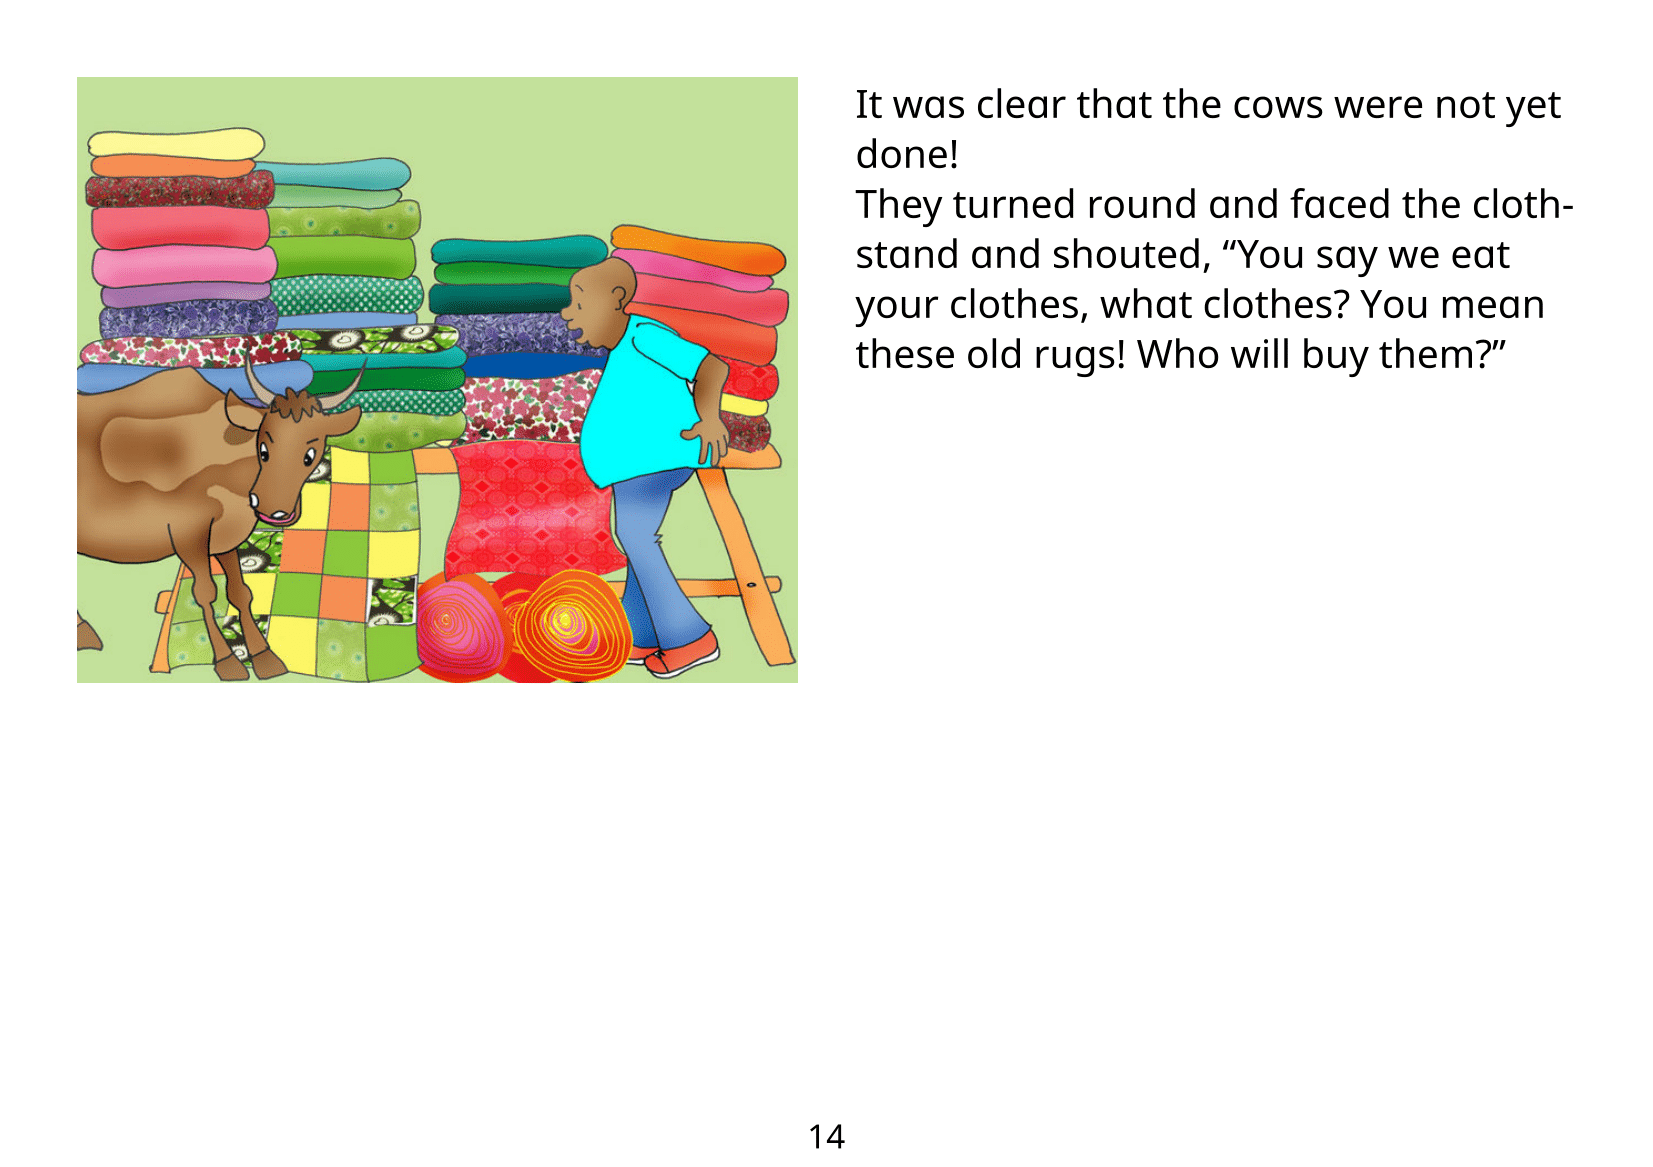 It was clear that the cows were not yet
done!
They turned round and faced the cloth-
stand and shouted, “You say we eat
your clothes, what clothes? You mean
these old rugs! Who will buy them?”
14